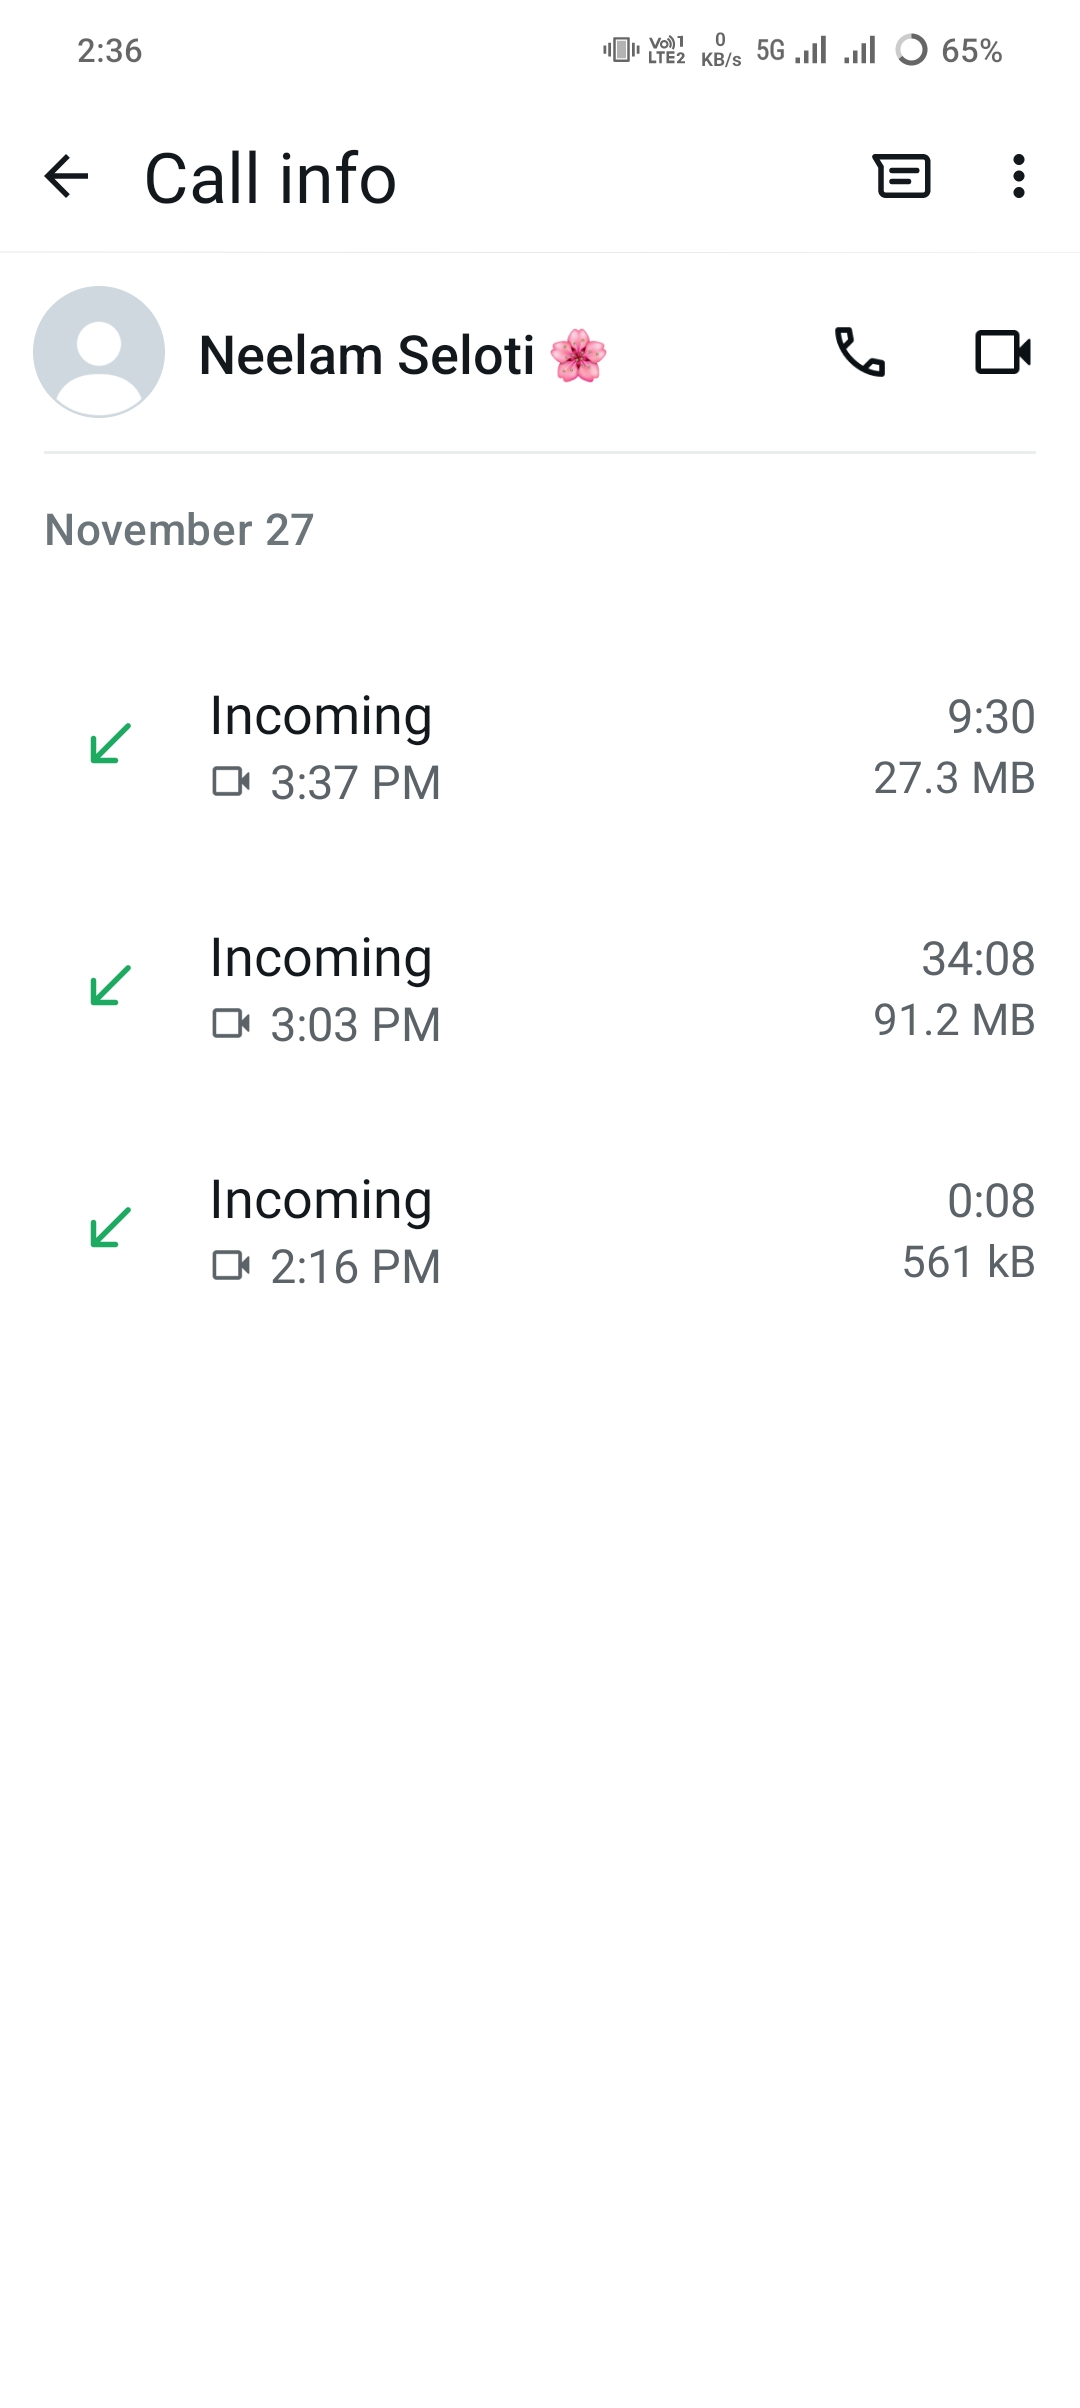 2:36 Vo))1 LTE2 0 KB/s 5G 65%
Call info
Neelam Seloti 🌸
November 27
Incoming 9:30
3:37 PM 27.3 MB
Incoming 34:08
3:03 PM 91.2 MB
Incoming 0:08
2:16 PM 561 kB